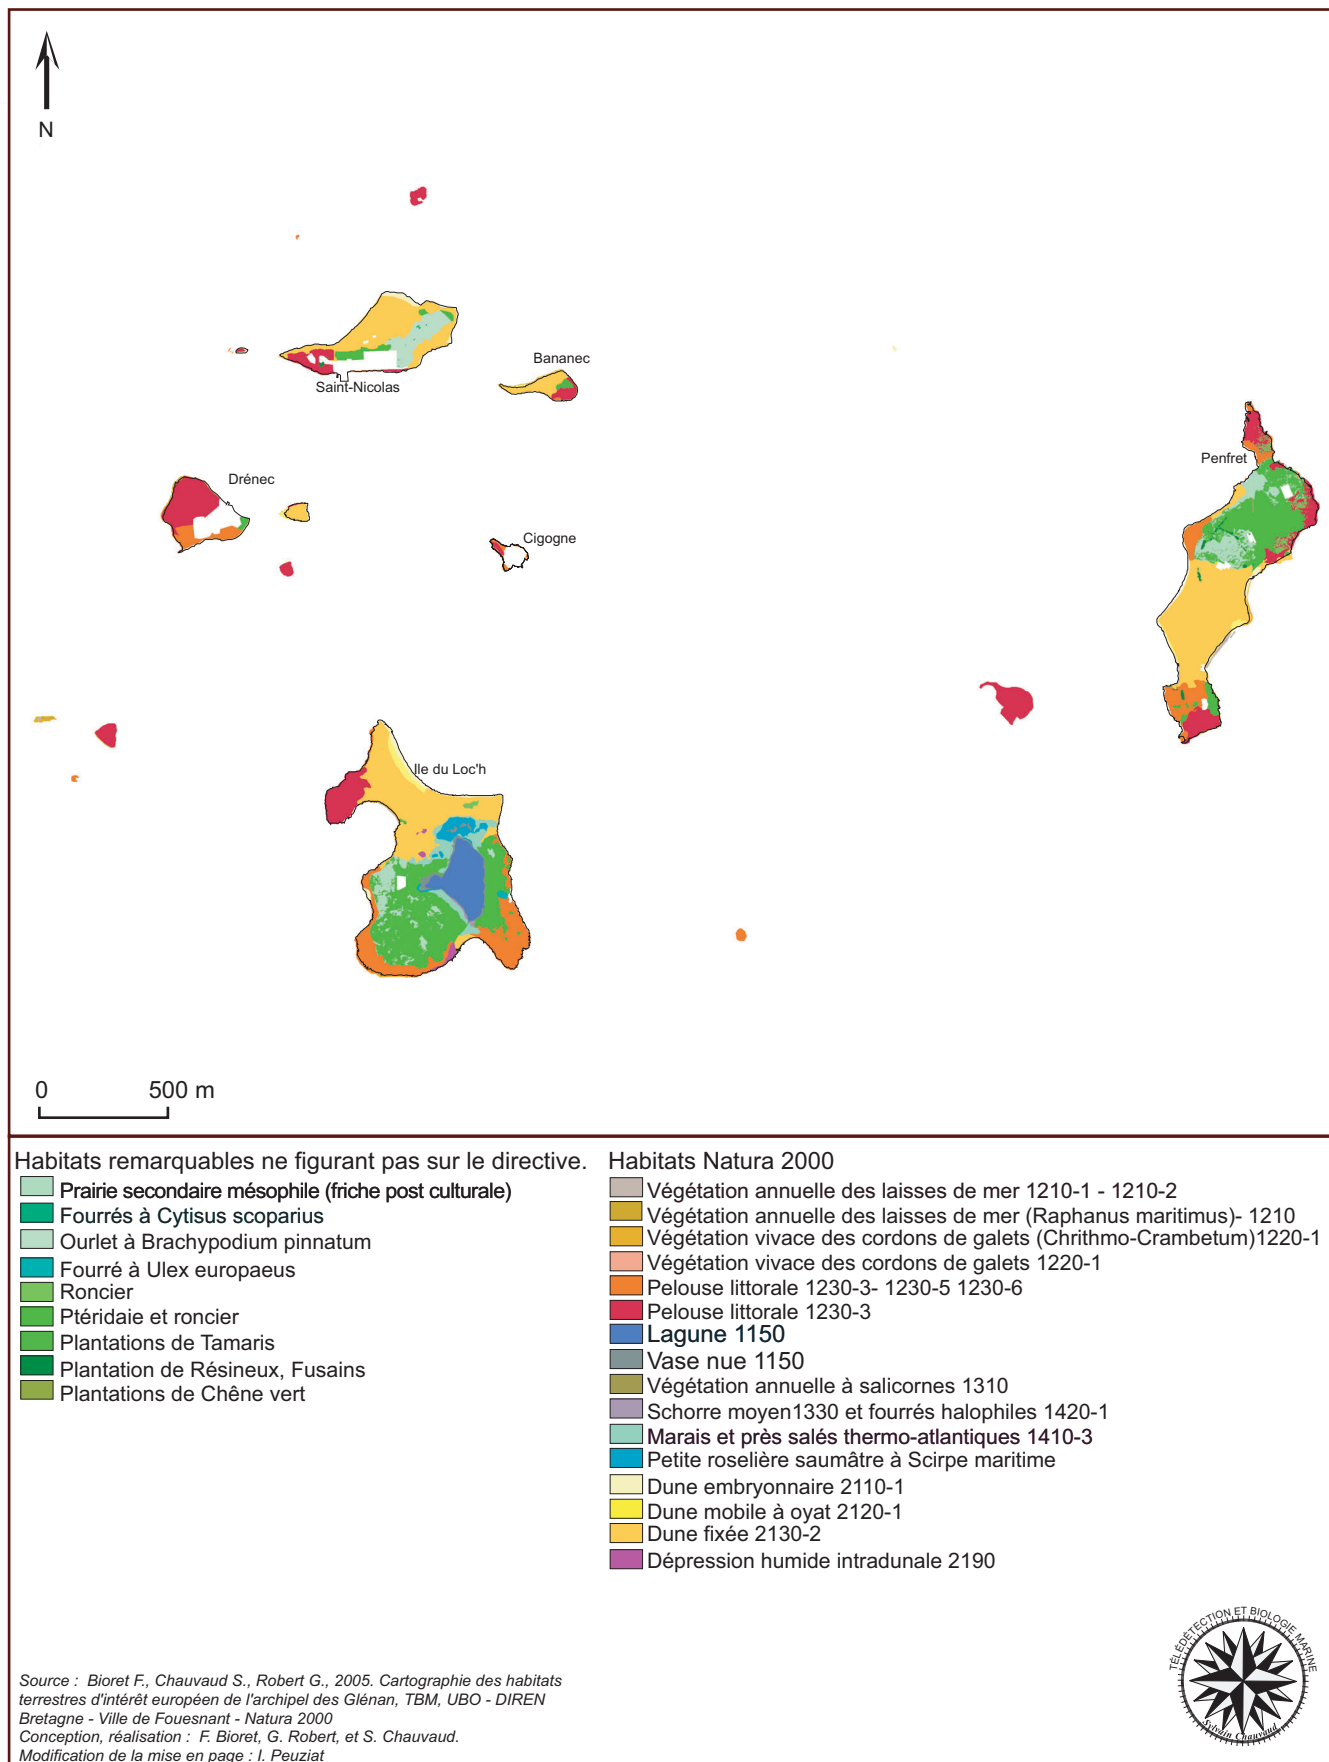 N
Saint-Nicolas
Bananec
Penfret
Drénec
Cigogne
Ile du Loc'h
0 500 m
Habitats remarquables ne figurant pas sur le directive.
Prairie secondaire mésophile (friche post culturale)
Fourrés à Cytisus scoparius
Ourlet à Brachypodium pinnatum
Fourré à Ulex europaeus
Roncier
Ptéridaie et roncier
Plantations de Tamaris
Plantation de Résineux, Fusains
Plantations de Chêne vert
Habitats Natura 2000
Végétation annuelle des laisses de mer 1210-1 - 1210-2
Végétation annuelle des laisses de mer (Raphanus maritimus)- 1210
Végétation vivace des cordons de galets (Chrithmo-Crambetum)1220-1
Végétation vivace des cordons de galets 1220-1
Pelouse littorale 1230-3- 1230-5 1230-6
Pelouse littorale 1230-3
Lagune 1150
Vase nue 1150
Végétation annuelle à salicornes 1310
Schorre moyen1330 et fourrés halophiles 1420-1
Marais et près salés thermo-atlantiques 1410-3
Petite roselière saumâtre à Scirpe maritime
Dune embryonnaire 2110-1
Dune mobile à oyat 2120-1
Dune fixée 2130-2
Dépression humide intradunale 2190
Source : Bioret F., Chauvaud S., Robert G., 2005. Cartographie des habitats
terrestres d'intérêt européen de l'archipel des Glénan, TBM, UBO - DIREN
Bretagne - Ville de Fouesnant - Natura 2000
Conception, réalisation : F. Bioret, G. Robert, et S. Chauvaud.
Modification de la mise en page : I. Peuziat
TÉLÉDÉTECTION ET BIOLOGIE MARINE
Sylvain Chauvaud